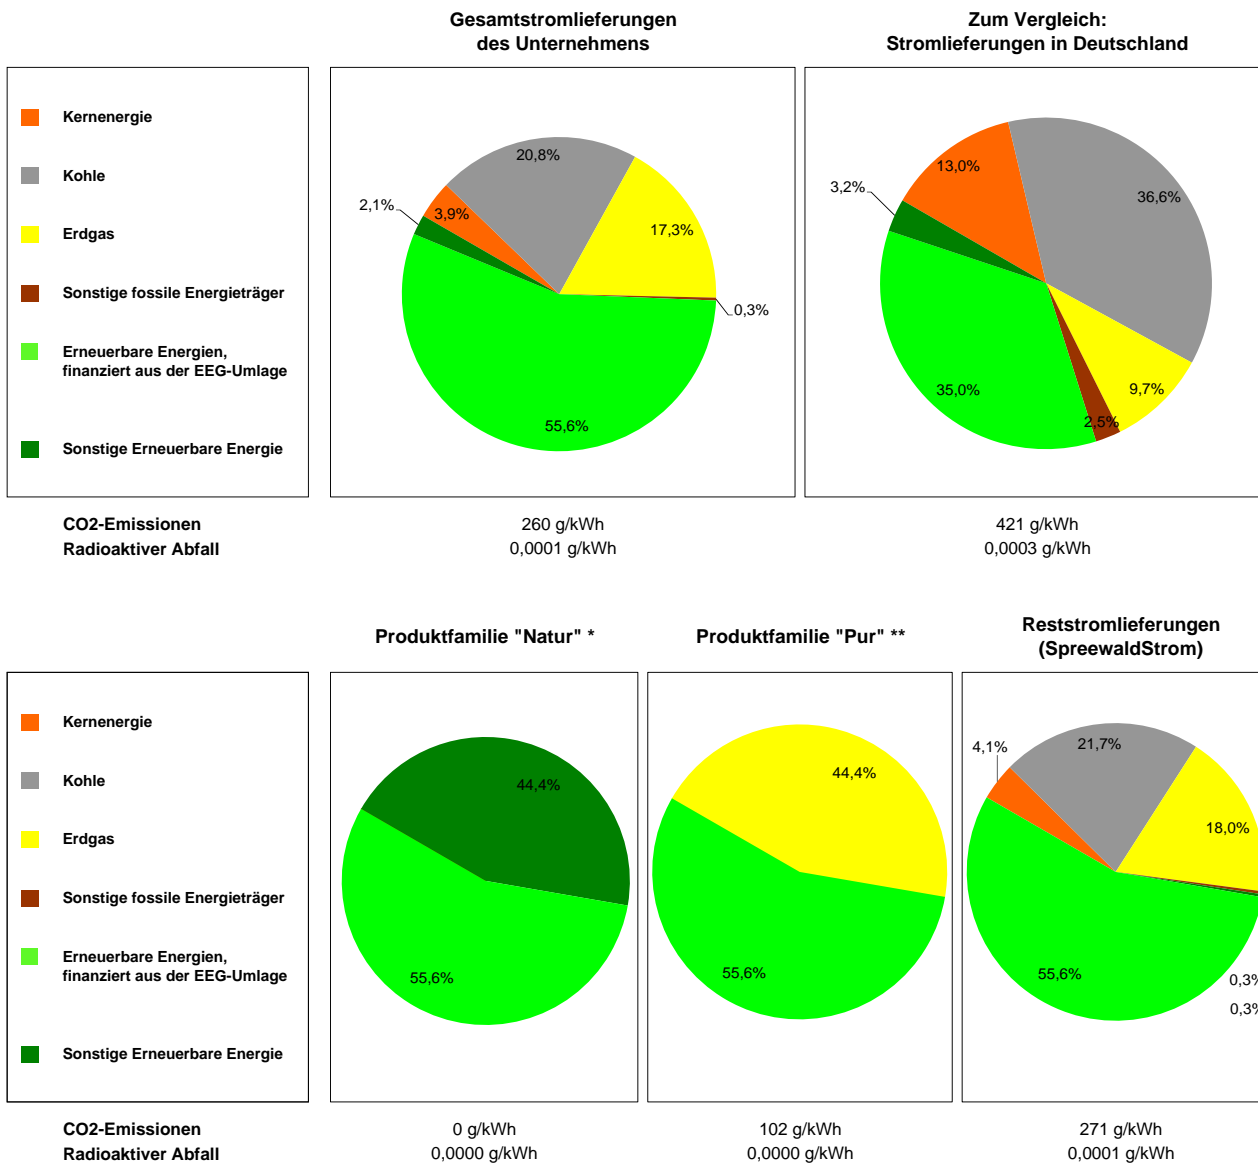 Gesamtstromlieferungen
des Unternehmens
Zum Vergleich:
Stromlieferungen in Deutschland
Kernenergie
Kohle
Erdgas
Sonstige fossile Energieträger
Erneuerbare Energien,
finanziert aus der EEG-Umlage
Sonstige Erneuerbare Energie
20,8%
2,1%
3,9%
17,3%
0,3%
55,6%
13,0%
3,2%
36,6%
35,0%
9,7%
2,5%
CO2-Emissionen
260 g/kWh
421 g/kWh
Radioaktiver Abfall
0,0001 g/kWh
0,0003 g/kWh
Produktfamilie "Natur" *
Produktfamilie "Pur" **
Reststromlieferungen
(SpreewaldStrom)
Kernenergie
Kohle
Erdgas
Sonstige fossile Energieträger
Erneuerbare Energien,
finanziert aus der EEG-Umlage
Sonstige Erneuerbare Energie
44,4%
55,6%
44,4%
55,6%
4,1%
21,7%
18,0%
55,6%
0,3%
0,3%
CO2-Emissionen
0 g/kWh
102 g/kWh
271 g/kWh
Radioaktiver Abfall
0,0000 g/kWh
0,0000 g/kWh
0,0001 g/kWh